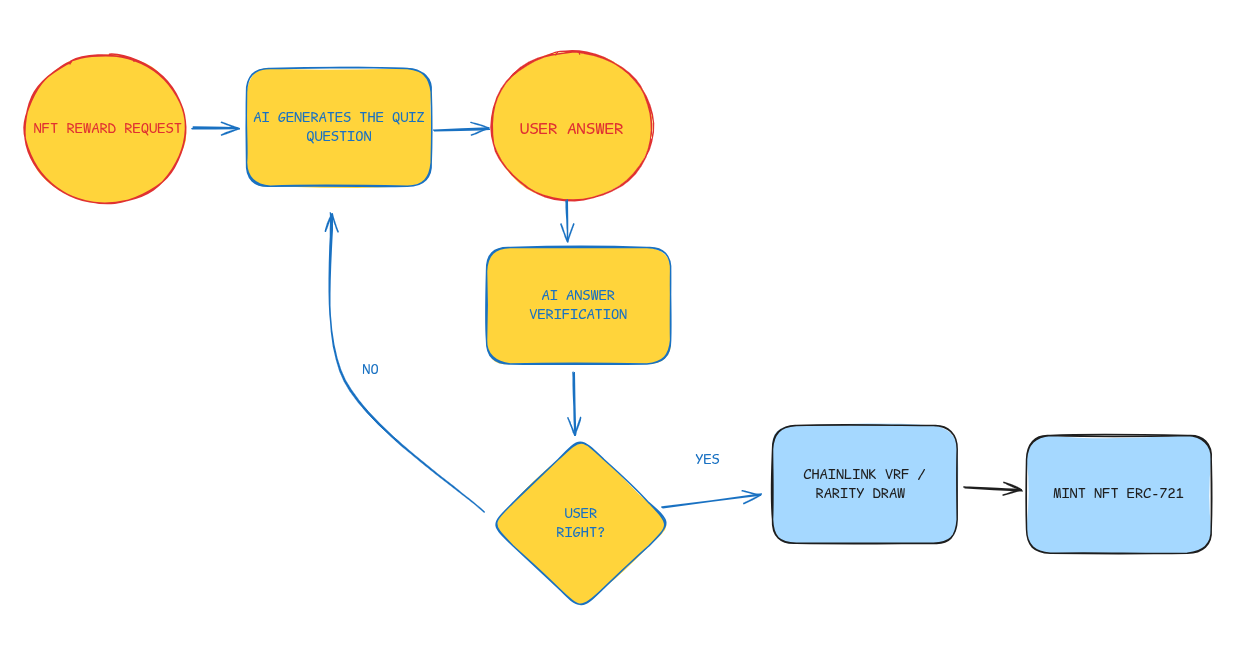 NFT REWARD REQUEST
AI GENERATES THE QUIZ
QUESTION
USER ANSWER
AI ANSWER
VERIFICATION
NO
USER
RIGHT?
YES
CHAINLINK VRF /
RARITY DRAW
MINT NFT ERC-721